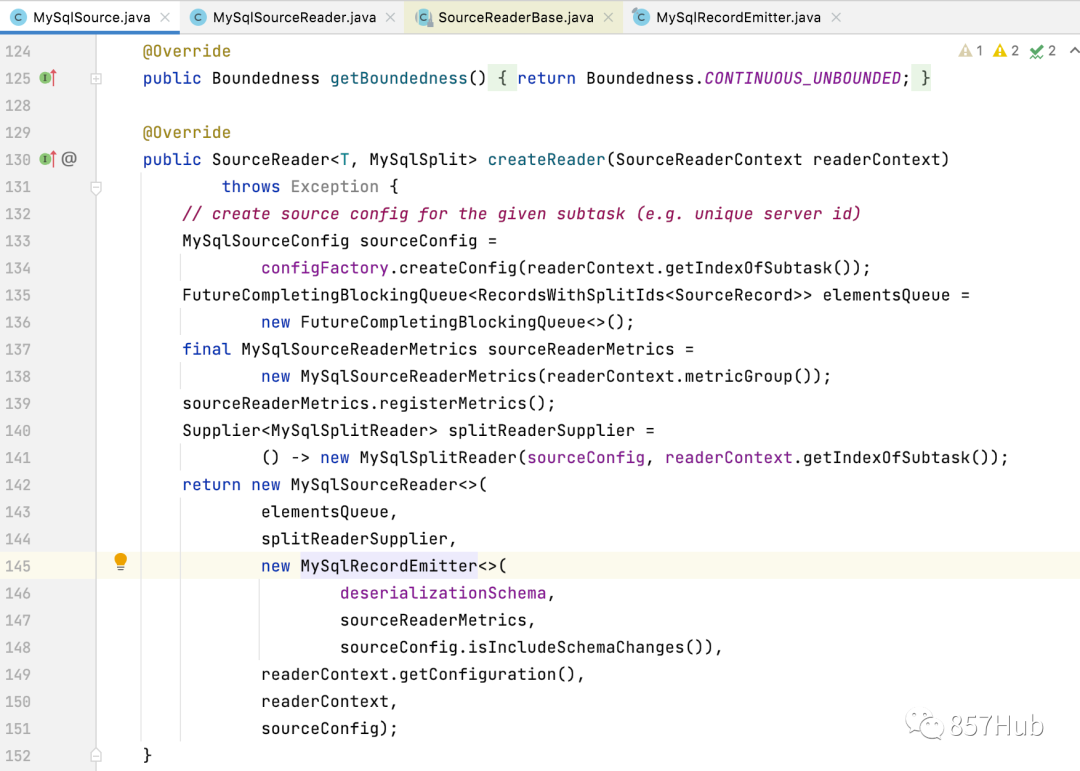 MySqlSource.java MySqlSourceReader.java SourceReaderBase.java MySqlRecordEmitter.java
124 @Override 1 2 2
125 public Boundedness getBoundedness() { return Boundedness.CONTINUOUS_UNBOUNDED; }
128
129 @Override
130 @ public SourceReader<T, MySqlSplit> createReader(SourceReaderContext readerContext)
131 throws Exception {
132 // create source config for the given subtask (e.g. unique server id)
133 MySqlSourceConfig sourceConfig =
134 configFactory.createConfig(readerContext.getIndexOfSubtask());
135 FutureCompletingBlockingQueue<RecordsWithSplitIds<SourceRecord>> elementsQueue =
136 new FutureCompletingBlockingQueue<>();
137 final MySqlSourceReaderMetrics sourceReaderMetrics =
138 new MySqlSourceReaderMetrics(readerContext.metricGroup());
139 sourceReaderMetrics.registerMetrics();
140 Supplier<MySqlSplitReader> splitReaderSupplier =
141 () -> new MySqlSplitReader(sourceConfig, readerContext.getIndexOfSubtask());
142 return new MySqlSourceReader<>(
143 elementsQueue,
144 splitReaderSupplier,
145 new MySqlRecordEmitter<>(
146 deserializationSchema,
147 sourceReaderMetrics,
148 sourceConfig.isIncludeSchemaChanges()),
149 readerContext.getConfiguration(),
150 readerContext,
151 sourceConfig);
152 }
857Hub